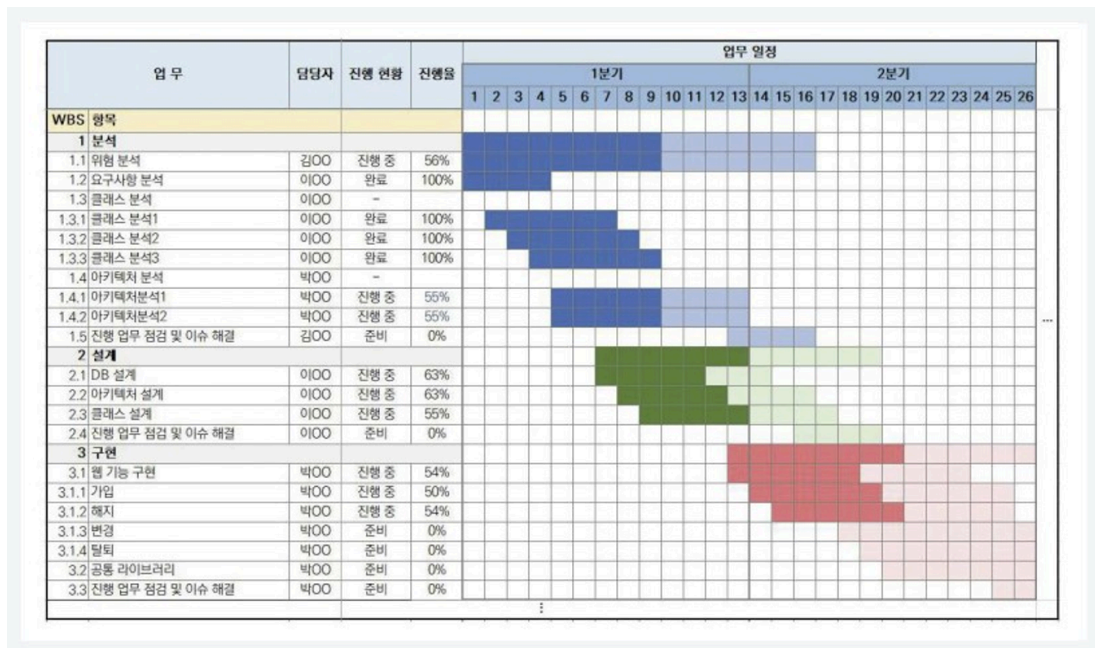 업무 일정
업 무 담당자 진행 현황 진행율 1분기 2분기
1 2 3 4 5 6 7 8 9 10 11 12 13 14 15 16 17 18 19 20 21 22 23 24 25 26
WBS 항목
1 분석
1.1 위험 분석 김OO 진행 중 56%
1.2 요구사항 분석 이OO 완료 100%
1.3 클래스 분석 이OO -
1.3.1 클래스 분석1 이OO 완료 100%
1.3.2 클래스 분석2 이OO 완료 100%
1.3.3 클래스 분석3 이OO 완료 100%
1.4 아키텍처 분석 박OO -
1.4.1 아키텍처분석1 박OO 진행 중 55%
1.4.2 아키텍처분석2 박OO 진행 중 55%
1.5 진행 업무 점검 및 이슈 해결 김OO 준비 0%
2 설계
2.1 DB 설계 이OO 진행 중 63%
2.2 아키텍처 설계 이OO 진행 중 63%
2.3 클래스 설계 이OO 진행 중 55%
2.4 진행 업무 점검 및 이슈 해결 이OO 준비 0%
3 구현
3.1 웹 기능 구현 박OO 진행 중 54%
3.1.1 가입 박OO 진행 중 50%
3.1.2 해지 박OO 진행 중 54%
3.1.3 변경 박OO 준비 0%
3.1.4 탈퇴 박OO 준비 0%
3.2 공통 라이브러리 박OO 준비 0%
3.3 진행 업무 점검 및 이슈 해결 박OO 준비 0%